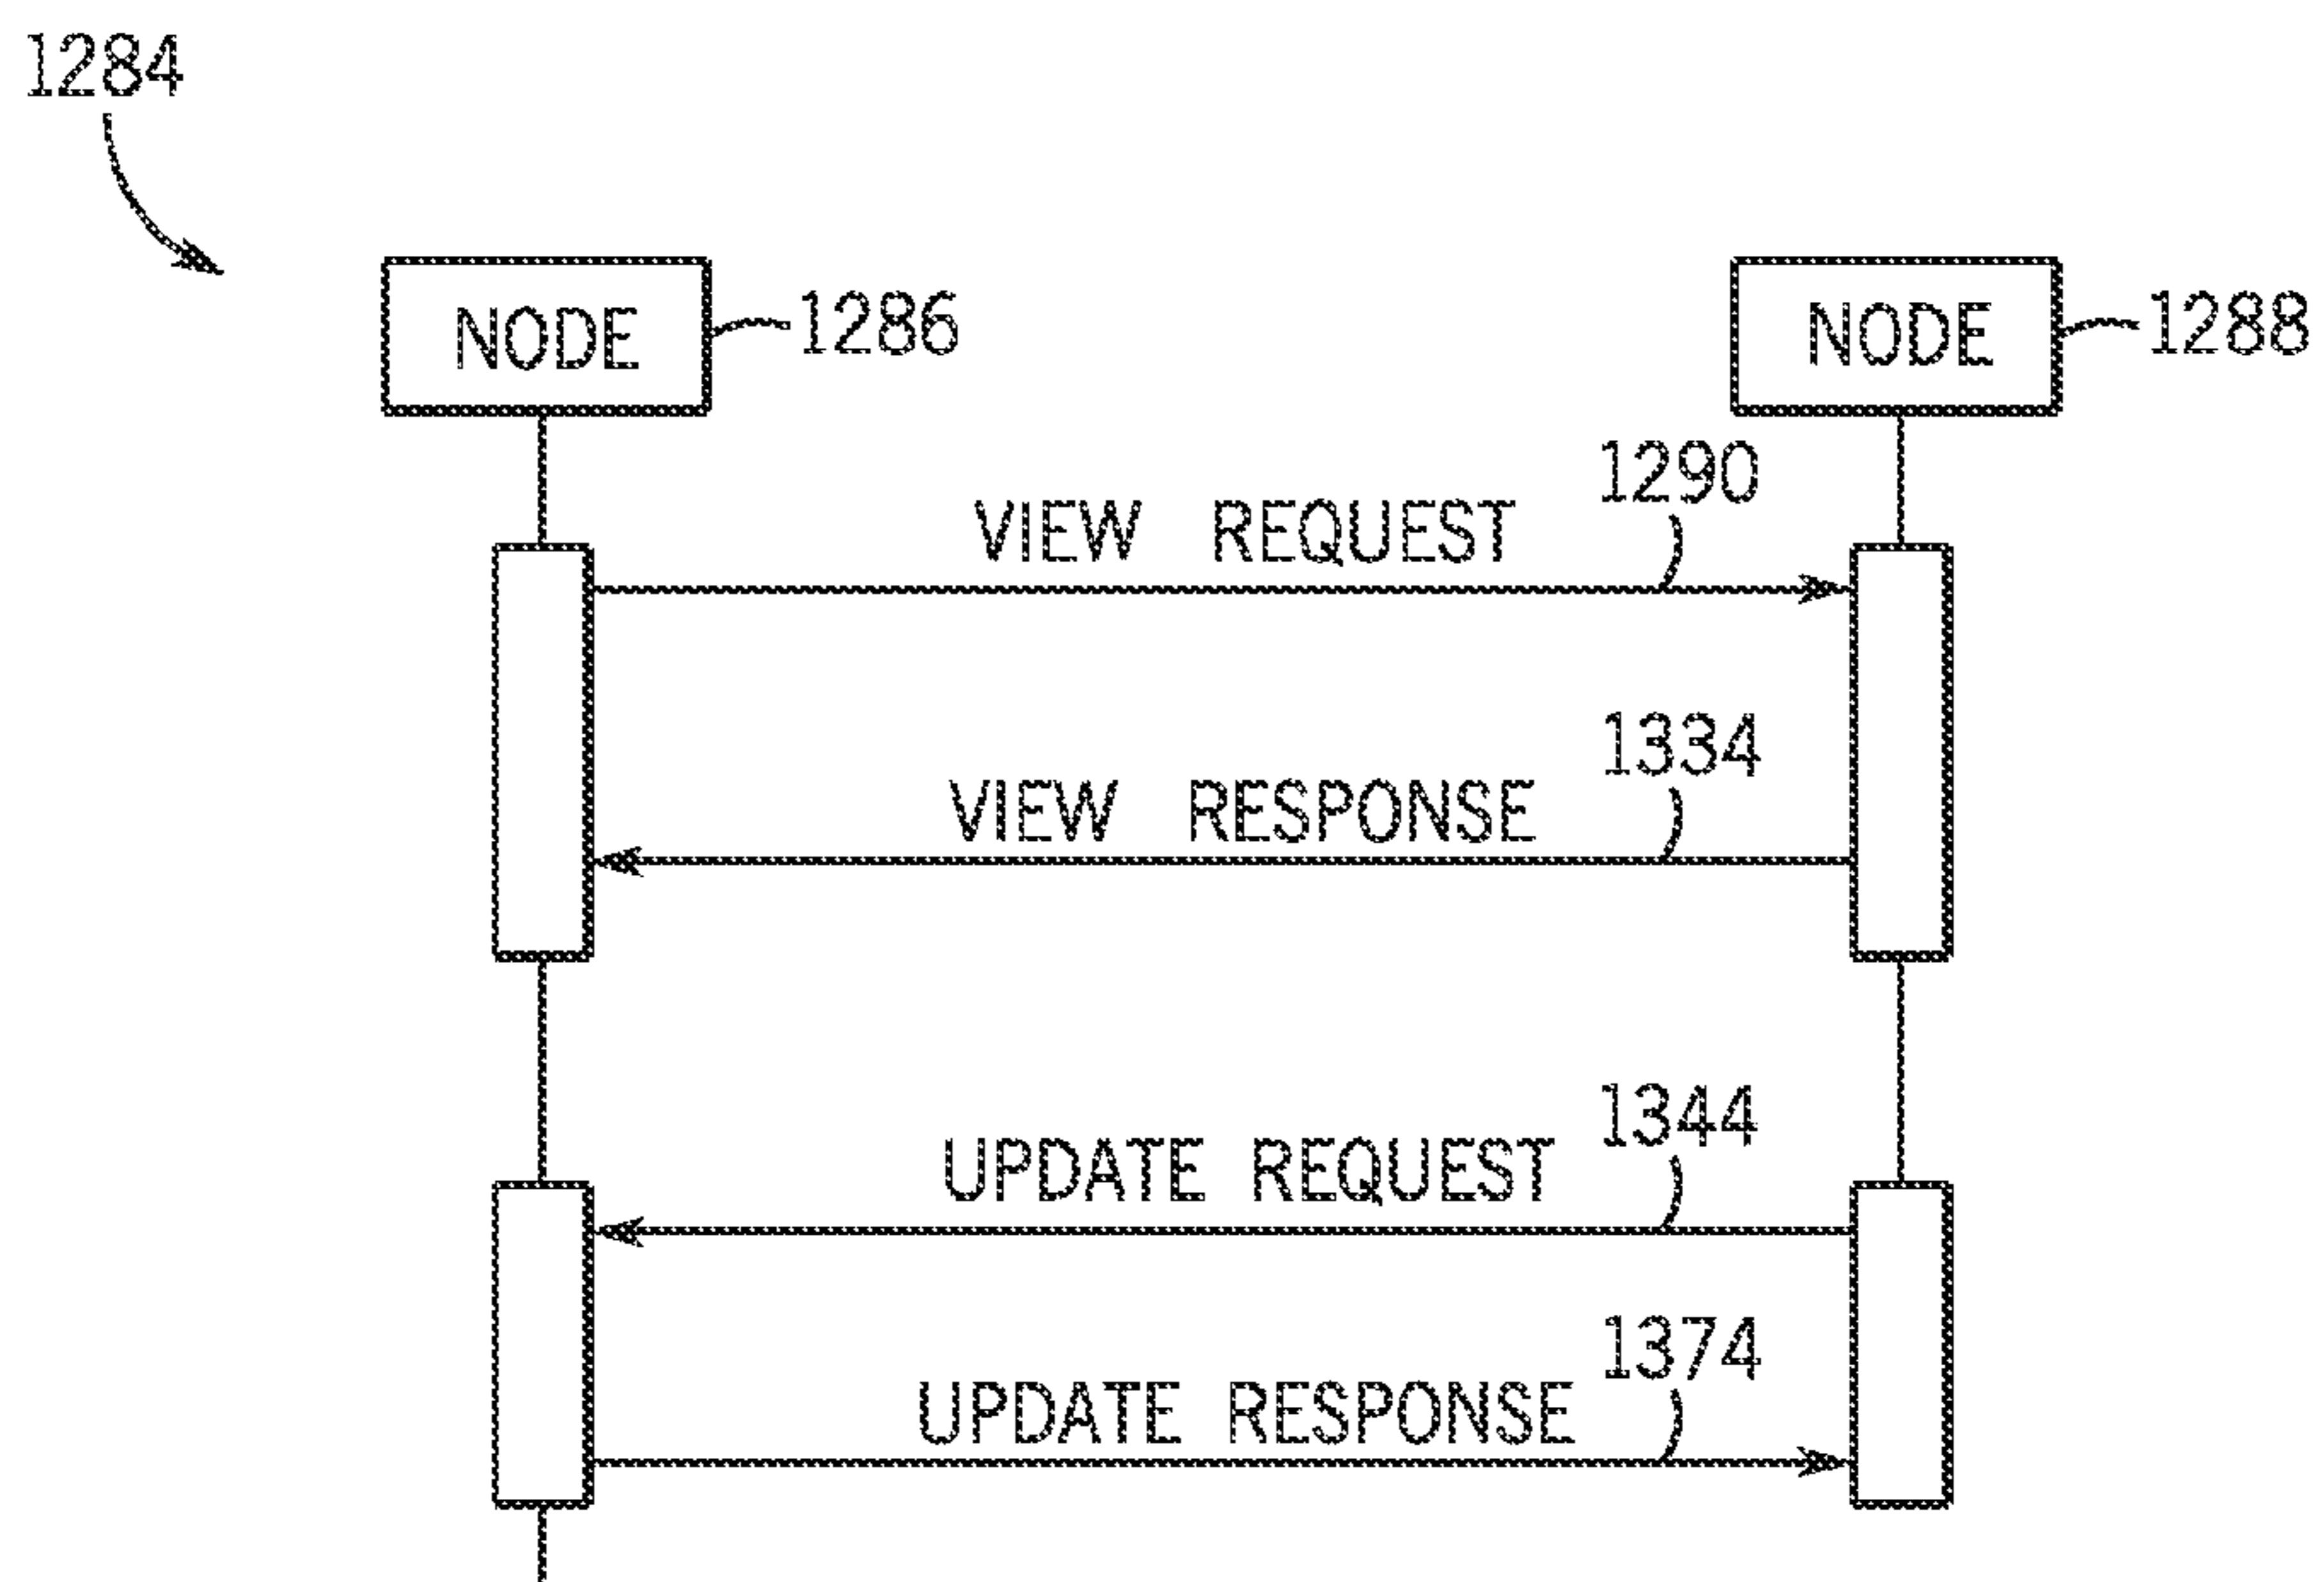 1284
NODE 1286
NODE 1288
VIEW REQUEST 1290
VIEW RESPONSE 1334
UPDATE REQUEST 1344
UPDATE RESPONSE 1374